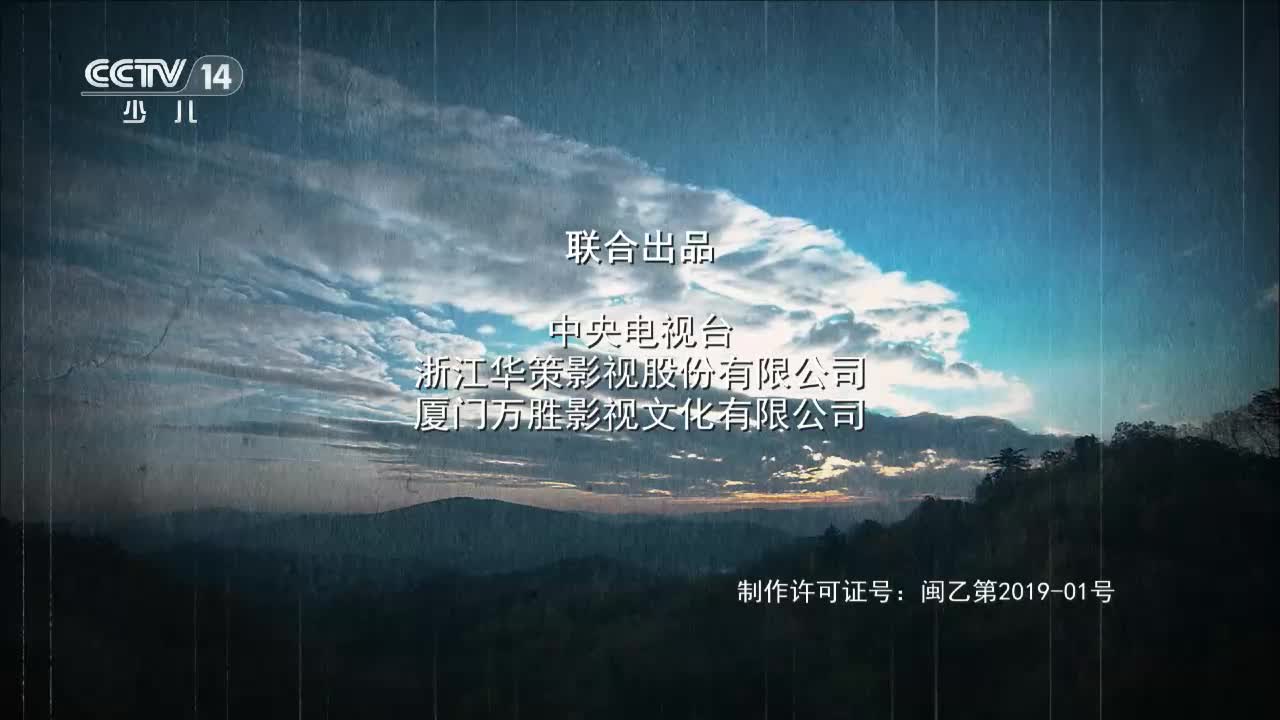 CCTV 14
少儿
联合出品
中央电视台
浙江华策影视股份有限公司
厦门万胜影视文化有限公司
制作许可证号：闽乙第2019-01号